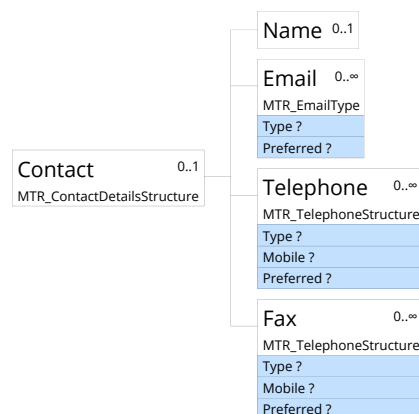 Name 0..1
Email 0..∞
MTR_EmailType
Type ?
Preferred ?
Contact 0..1
MTR_ContactDetailsStructure
Telephone 0..∞
MTR_TelephoneStructure
Type ?
Mobile ?
Preferred ?
Fax 0..∞
MTR_TelephoneStructure
Type ?
Mobile ?
Preferred ?